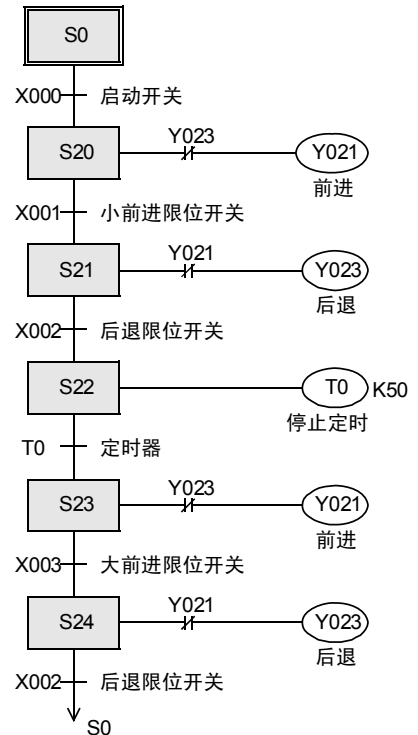 S0
X000 启动开关
Y023
S20 Y021
前进
X001 小前进限位开关
Y021
S21 Y023
后退
X002 后退限位开关
S22 T0 K50
停止定时
T0 定时器
Y023
S23 Y021
前进
X003 大前进限位开关
Y021
S24 Y023
后退
X002 后退限位开关
S0